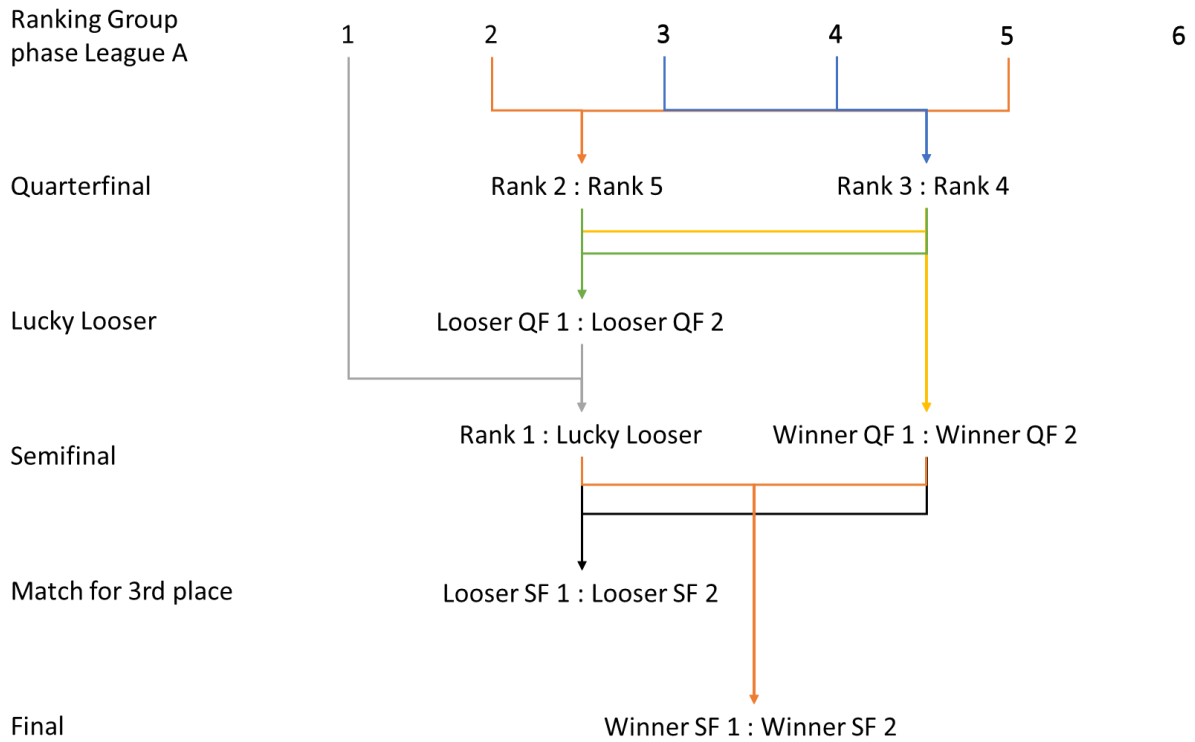 Ranking Group
phase League A
1 2 3 4 5 6
Quarterfinal
Rank 2 : Rank 5
Rank 3 : Rank 4
Lucky Looser
Looser QF 1 : Looser QF 2
Semifinal
Rank 1 : Lucky Looser
Winner QF 1 : Winner QF 2
Match for 3rd place
Looser SF 1 : Looser SF 2
Final
Winner SF 1 : Winner SF 2